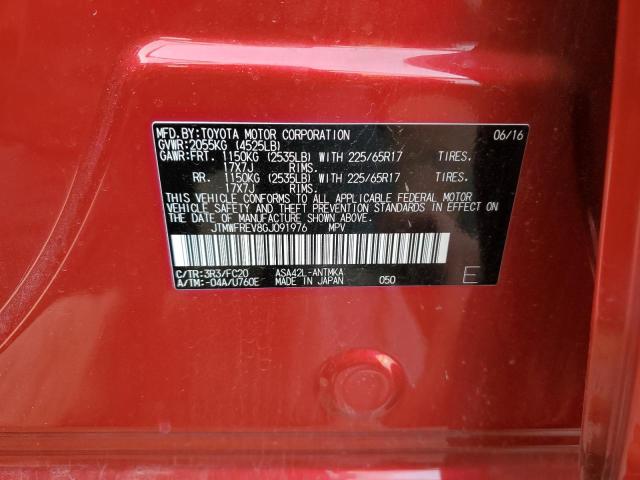 MFD.BY:TOYOTA MOTOR CORPORATION 06/16
GVWR:2055KG (4525LB)
GAWR:FRT. 1150KG (2535LB) WITH 225/65R17 TIRES,
17X7J RIMS.
RR. 1150KG (2535LB) WITH 225/65R17 TIRES,
17X7J RIMS.
THIS VEHICLE CONFORMS TO ALL APPLICABLE FEDERAL MOTOR
VEHICLE SAFETY AND THEFT PREVENTION STANDARDS IN EFFECT ON
THE DATE OF MANUFACTURE SHOWN ABOVE.
JTMWFREV8GJ091976 MPV
C/TR:3R3/FC20 ASA42L-ANTMKA
A/TM:-04A/U760E MADE IN JAPAN 050 E